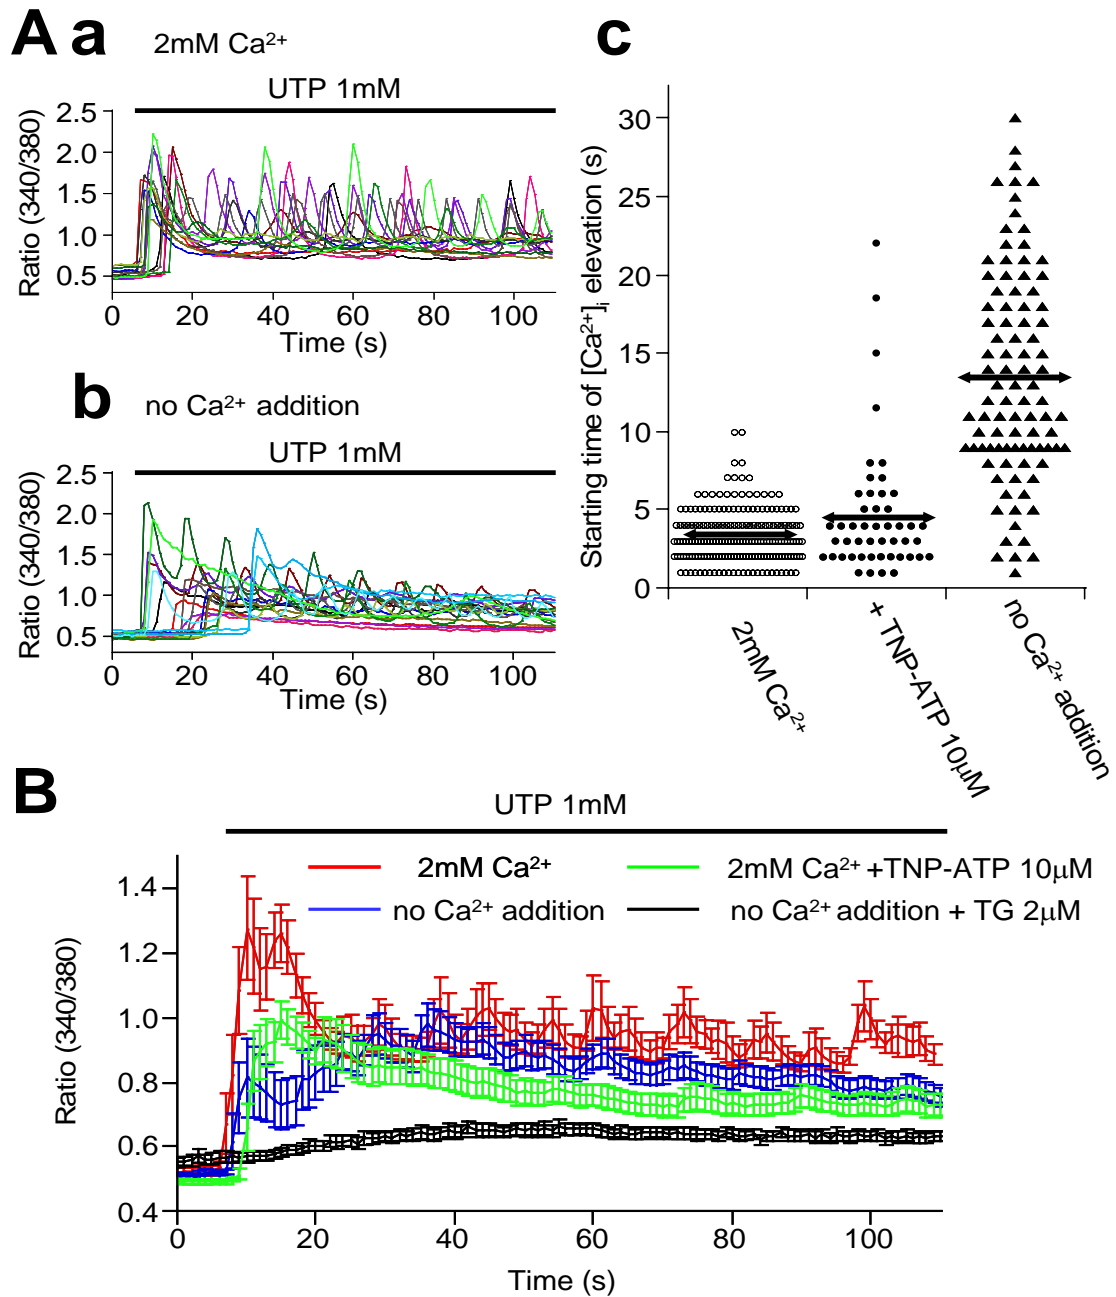 A a
2mM Ca²⁺
UTP 1mM
Ratio (340/380)
2.5
2.0
1.5
1.0
0.5
0 20 40 60 80 100
Time (s)
b
no Ca²⁺ addition
UTP 1mM
Ratio (340/380)
2.5
2.0
1.5
1.0
0.5
0 20 40 60 80 100
Time (s)
c
Starting time of [Ca²⁺]ᵢ elevation (s)
30
25
20
15
10
5
0
2mM Ca²⁺
+ TNP-ATP 10μM
no Ca²⁺ addition
B
UTP 1mM
2mM Ca²⁺
2mM Ca²⁺ +TNP-ATP 10μM
no Ca²⁺ addition
no Ca²⁺ addition + TG 2μM
Ratio (340/380)
1.4
1.2
1.0
0.8
0.6
0.4
0 20 40 60 80 100
Time (s)